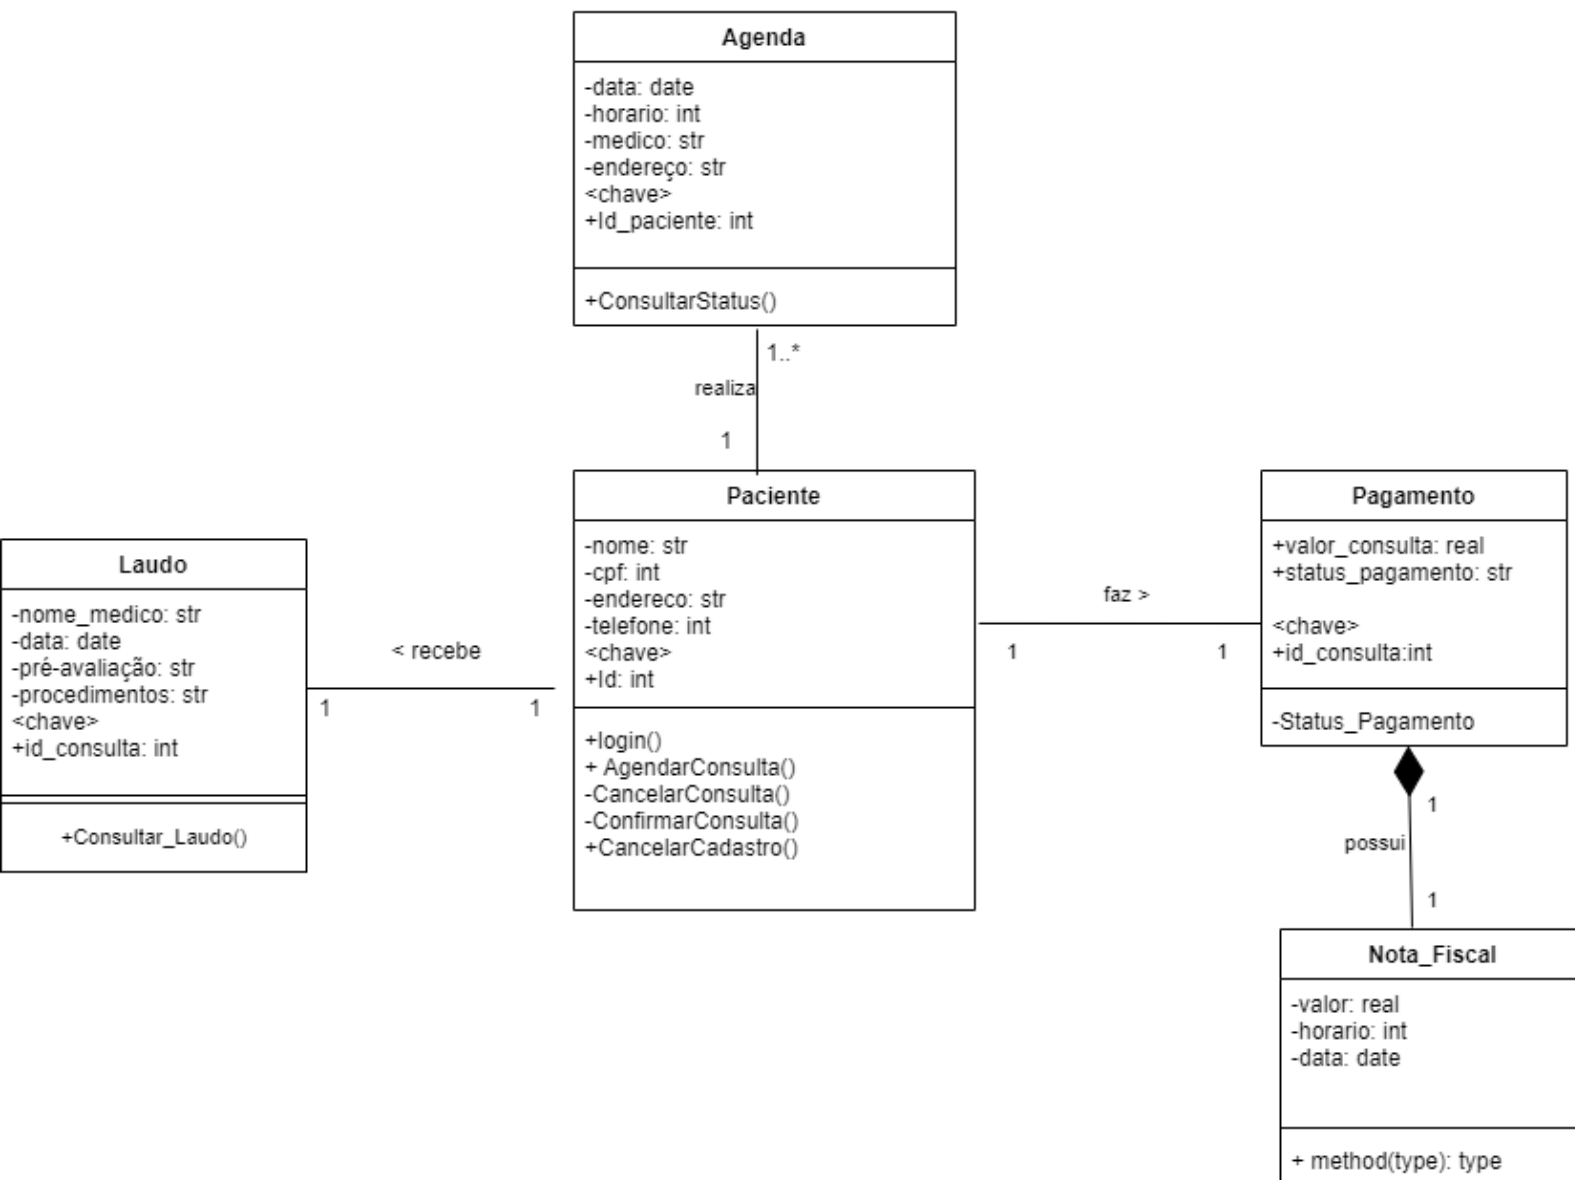 Agenda
-data: date
-horario: int
-medico: str
-endereço: str
<chave>
+Id_paciente: int
+ConsultarStatus()
1..*
realiza
1
Paciente
-nome: str
-cpf: int
-endereco: str
-telefone: int
<chave>
+Id: int
+login()
+ AgendarConsulta()
-CancelarConsulta()
-ConfirmarConsulta()
+CancelarCadastro()
Laudo
-nome_medico: str
-data: date
-pré-avaliação: str
-procedimentos: str
<chave>
+id_consulta: int
+Consultar_Laudo()
< recebe
1
1
faz >
1
1
Pagamento
+valor_consulta: real
+status_pagamento: str
<chave>
+id_consulta:int
-Status_Pagamento
1
possui
1
Nota_Fiscal
-valor: real
-horario: int
-data: date
+ method(type): type